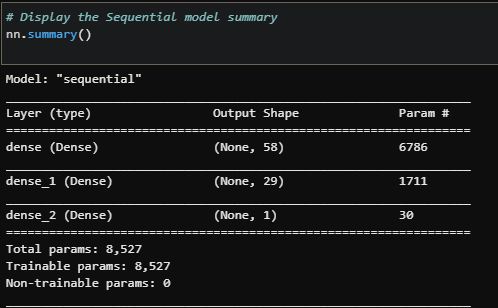 # Display the Sequential model summary
nn.summary()
Model: "sequential"
Layer (type) Output Shape Param #
dense (Dense) (None, 58) 6786
dense_1 (Dense) (None, 29) 1711
dense_2 (Dense) (None, 1) 30
Total params: 8,527
Trainable params: 8,527
Non-trainable params: 0